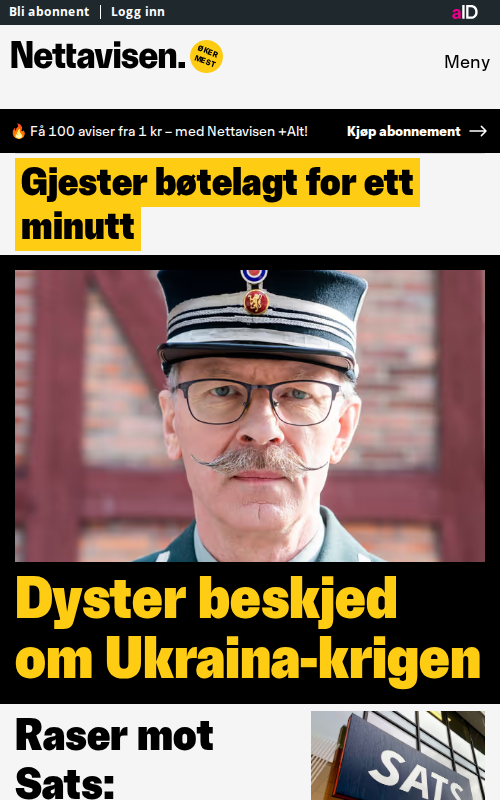 Bli abonnent | Logg inn
aID
Nettavisen.
ØKER
MEST
Meny
🔥 Få 100 aviser fra 1 kr – med Nettavisen +Alt!
Kjøp abonnement →
Gjester bøtelagt for ett
minutt
Dyster beskjed
om Ukraina-krigen
Raser mot
Sats:
SATS